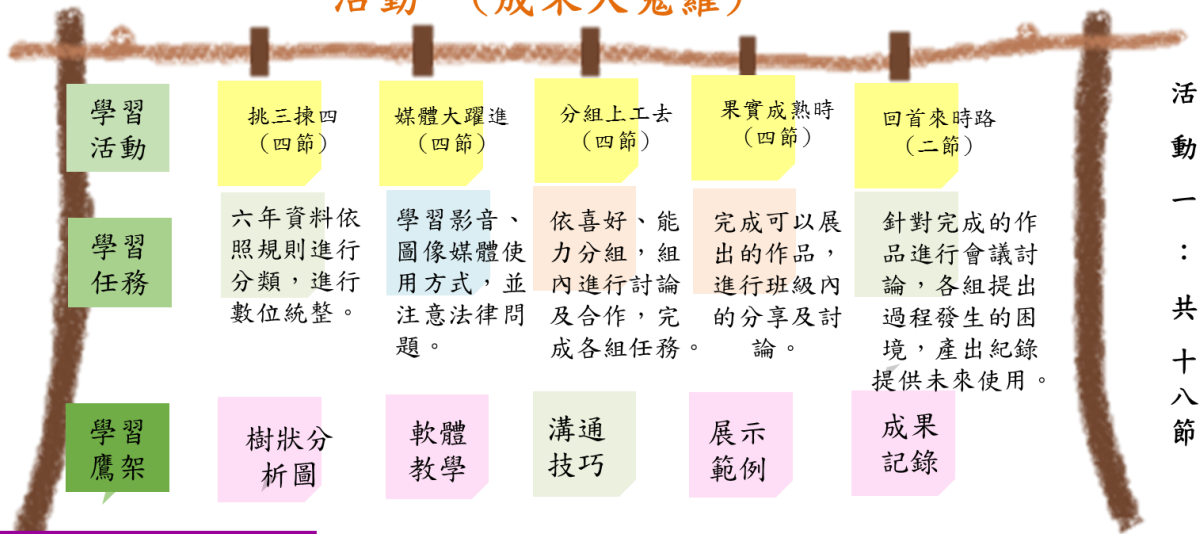 活動一（成果大蒐羅）
學習
活動
挑三揀四
（四節）
媒體大躍進
（四節）
分組上工去
（四節）
果實成熟時
（四節）
回首來時路
（二節）
學習
任務
六年資料依
照規則進行
分類，進行
數位統整。
學習影音、
圖像媒體使
用方式，並
注意法律問
題。
依喜好、能
力分組，組
內進行討論
及合作，完
成各組任務。
完成可以展
出的作品，
進行班級內
的分享及討
論。
針對完成的作
品進行會議討
論，各組提出
過程發生的困
境，產出紀錄
提供未來使用。
學習
鷹架
樹狀分
析圖
軟體
教學
溝通
技巧
展示
範例
成果
記錄
活動一：共十八節